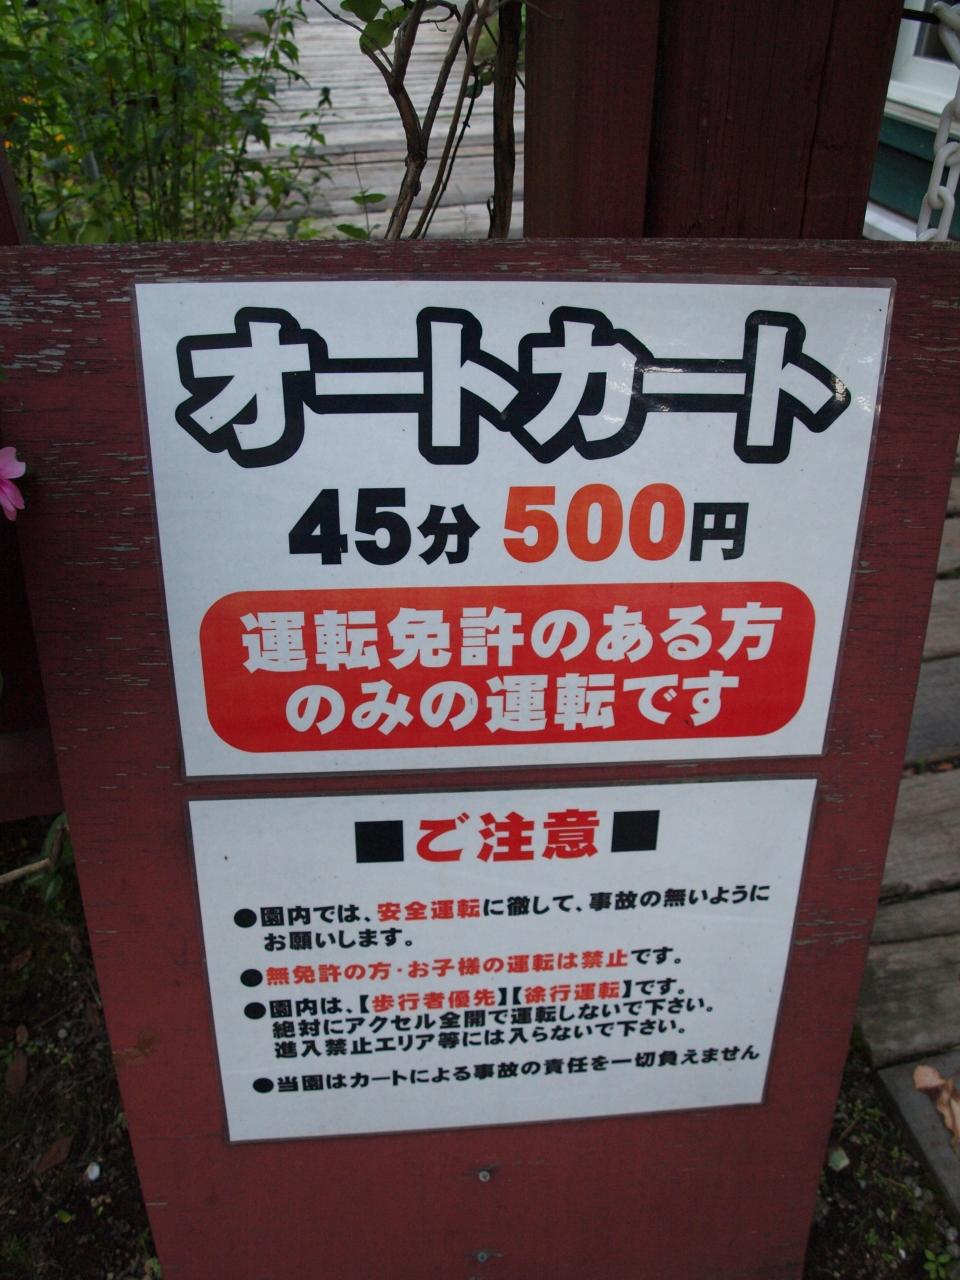 オートカート
45分 500円
運転免許のある方
のみの運転です
■ご注意■
●園内では、安全運転に徹して、事故の無いように
お願いします。
●無免許の方・お子様の運転は禁止です。
●園内は、【歩行者優先】【徐行運転】です。
絶対にアクセル全開で運転しないで下さい。
進入禁止エリア等には入らないで下さい。
●当園はカートによる事故の責任を一切負えません